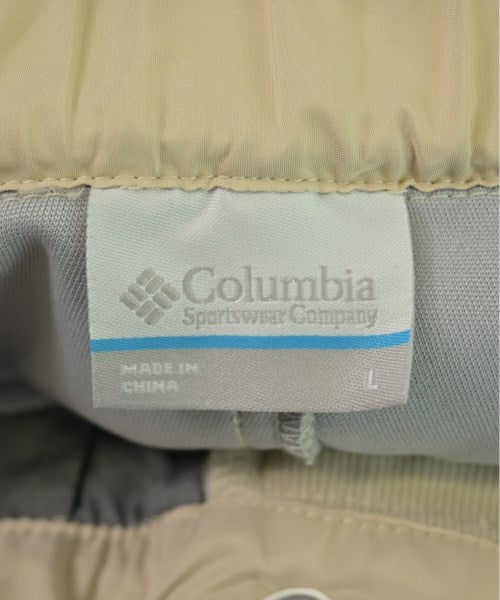 Columbia
Sportswear Company
MADE IN
CHINA
L